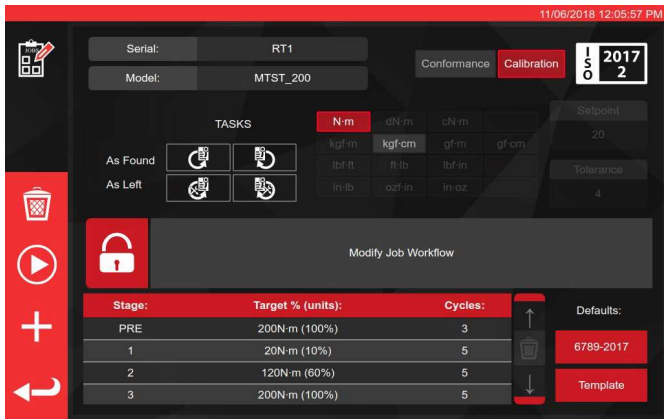 11/06/2018 12:05:57 PM
JOBS
Serial: RT1
Model: MTST_200
Conformance Calibration
ISO 2017 2
TASKS
As Found
As Left
N·m dN·m cN·m
kgf·m kgf·cm gf·m gf·cm
lbf·ft ft·lb lbf·in
in·lb ozf·in in·oz
Setpoint
20
Tolerance
4
Modify Job Workflow
Stage: Target % (units): Cycles:
PRE 200N·m (100%) 3
1 20N·m (10%) 5
2 120N·m (60%) 5
3 200N·m (100%) 5
Defaults:
6789-2017
Template